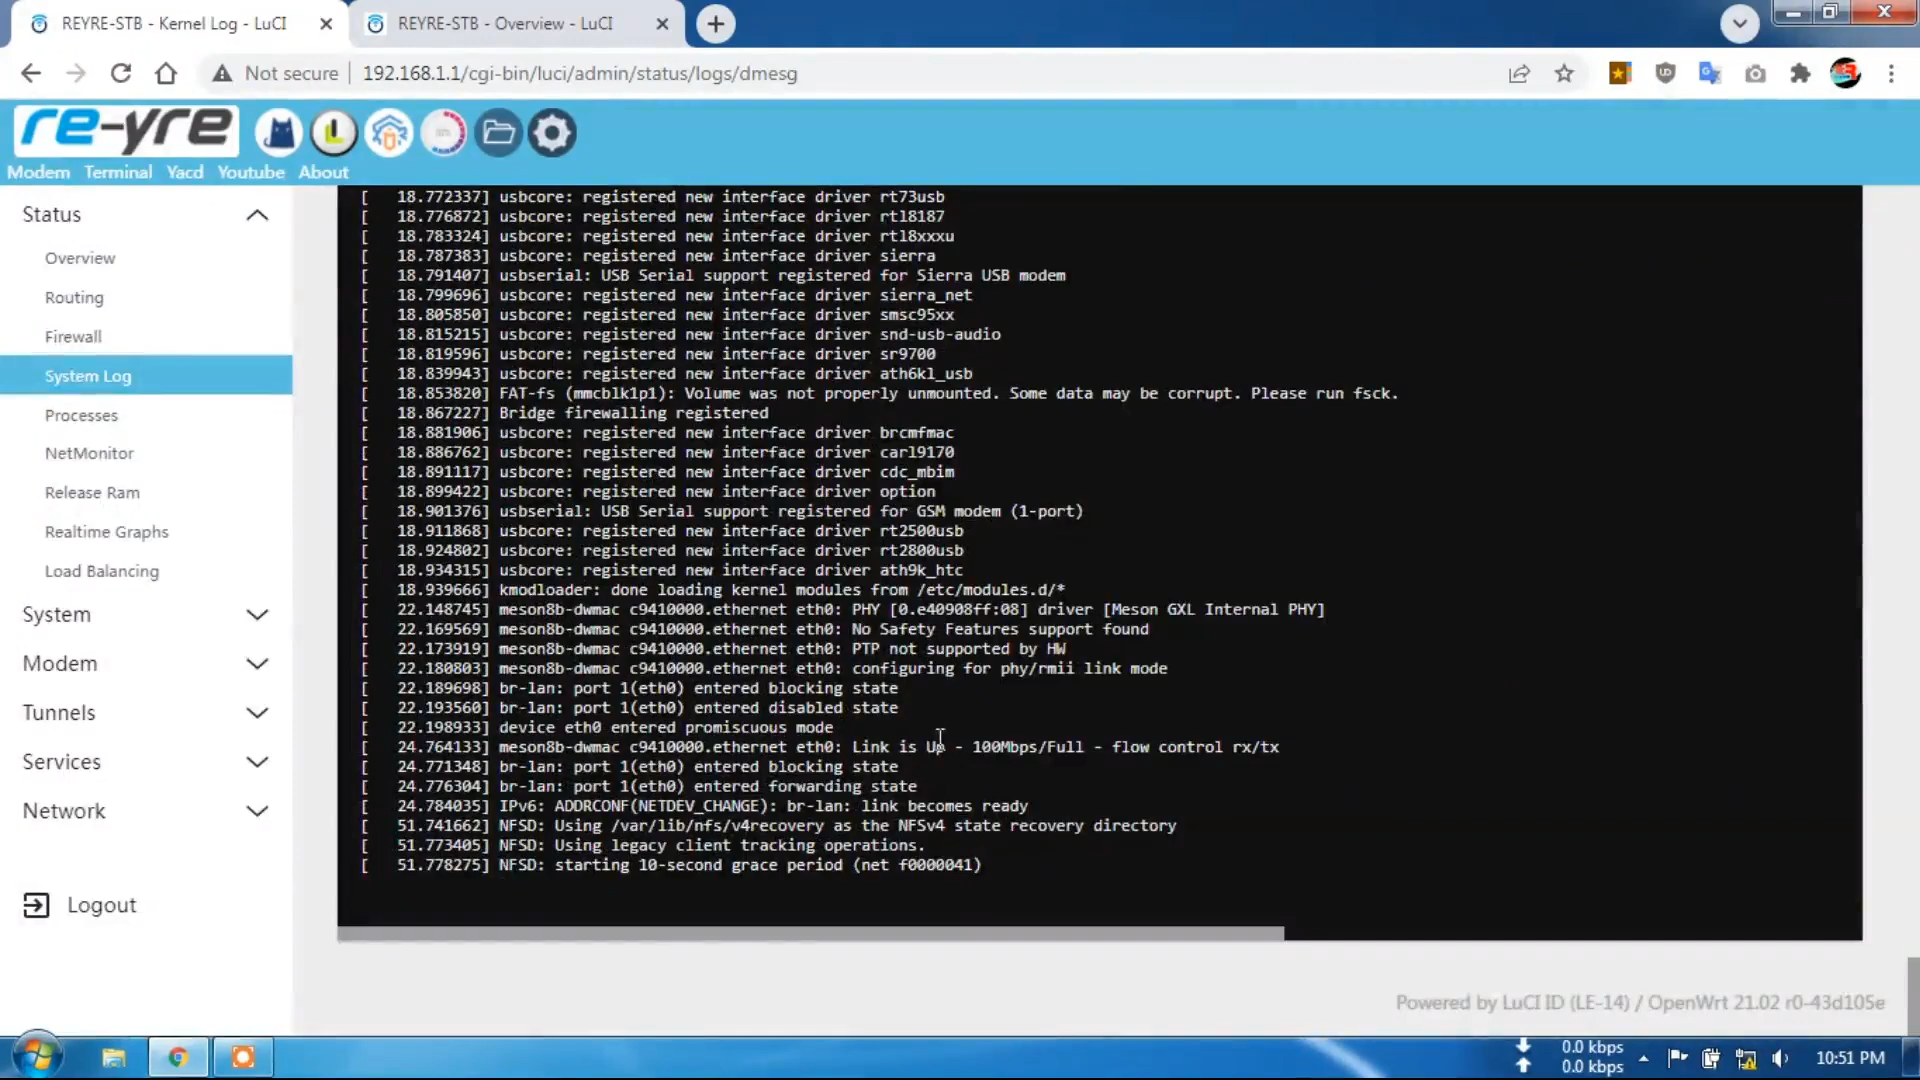 REYRE-STB - Kernel Log - LuCI
REYRE-STB - Overview - LuCI
Not secure
192.168.1.1/cgi-bin/luci/admin/status/logs/dmesg
re-yre
Modem Terminal Yacd Youtube About
Status
Overview
Routing
Firewall
System Log
Processes
NetMonitor
Release Ram
Realtime Graphs
Load Balancing
System
Modem
Tunnels
Services
Network
Logout
[ 18.772337] usbcore: registered new interface driver rt73usb
[ 18.776872] usbcore: registered new interface driver rtl8187
[ 18.783324] usbcore: registered new interface driver rtl8xxxu
[ 18.787383] usbcore: registered new interface driver sierra
[ 18.791407] usbserial: USB Serial support registered for Sierra USB modem
[ 18.799696] usbcore: registered new interface driver sierra_net
[ 18.805850] usbcore: registered new interface driver smsc95xx
[ 18.815215] usbcore: registered new interface driver snd-usb-audio
[ 18.819596] usbcore: registered new interface driver sr9700
[ 18.839943] usbcore: registered new interface driver ath6kl_usb
[ 18.853820] FAT-fs (mmcblk1p1): Volume was not properly unmounted. Some data may be corrupt. Please run fsck.
[ 18.867227] Bridge firewalling registered
[ 18.881906] usbcore: registered new interface driver brcmfmac
[ 18.886762] usbcore: registered new interface driver carl9170
[ 18.891117] usbcore: registered new interface driver cdc_mbim
[ 18.899422] usbcore: registered new interface driver option
[ 18.901376] usbserial: USB Serial support registered for GSM modem (1-port)
[ 18.911868] usbcore: registered new interface driver rt2500usb
[ 18.924802] usbcore: registered new interface driver rt2800usb
[ 18.934315] usbcore: registered new interface driver ath9k_htc
[ 18.939666] kmodloader: done loading kernel modules from /etc/modules.d/*
[ 22.148745] meson8b-dwmac c9410000.ethernet eth0: PHY [0.e40908ff:08] driver [Meson GXL Internal PHY]
[ 22.169569] meson8b-dwmac c9410000.ethernet eth0: No Safety Features support found
[ 22.173919] meson8b-dwmac c9410000.ethernet eth0: PTP not supported by HW
[ 22.180803] meson8b-dwmac c9410000.ethernet eth0: configuring for phy/rmii link mode
[ 22.189698] br-lan: port 1(eth0) entered blocking state
[ 22.193560] br-lan: port 1(eth0) entered disabled state
[ 22.198933] device eth0 entered promiscuous mode
[ 24.764133] meson8b-dwmac c9410000.ethernet eth0: Link is Up - 100Mbps/Full - flow control rx/tx
[ 24.771348] br-lan: port 1(eth0) entered blocking state
[ 24.776304] br-lan: port 1(eth0) entered forwarding state
[ 24.784035] IPv6: ADDRCONF(NETDEV_CHANGE): br-lan: link becomes ready
[ 51.741662] NFSD: Using /var/lib/nfs/v4recovery as the NFSv4 state recovery directory
[ 51.773405] NFSD: Using legacy client tracking operations.
[ 51.778275] NFSD: starting 10-second grace period (net f0000041)
Powered by LuCI ID (LE-14) / OpenWrt 21.02 r0-43d105e
0.0 kbps
0.0 kbps
10:51 PM